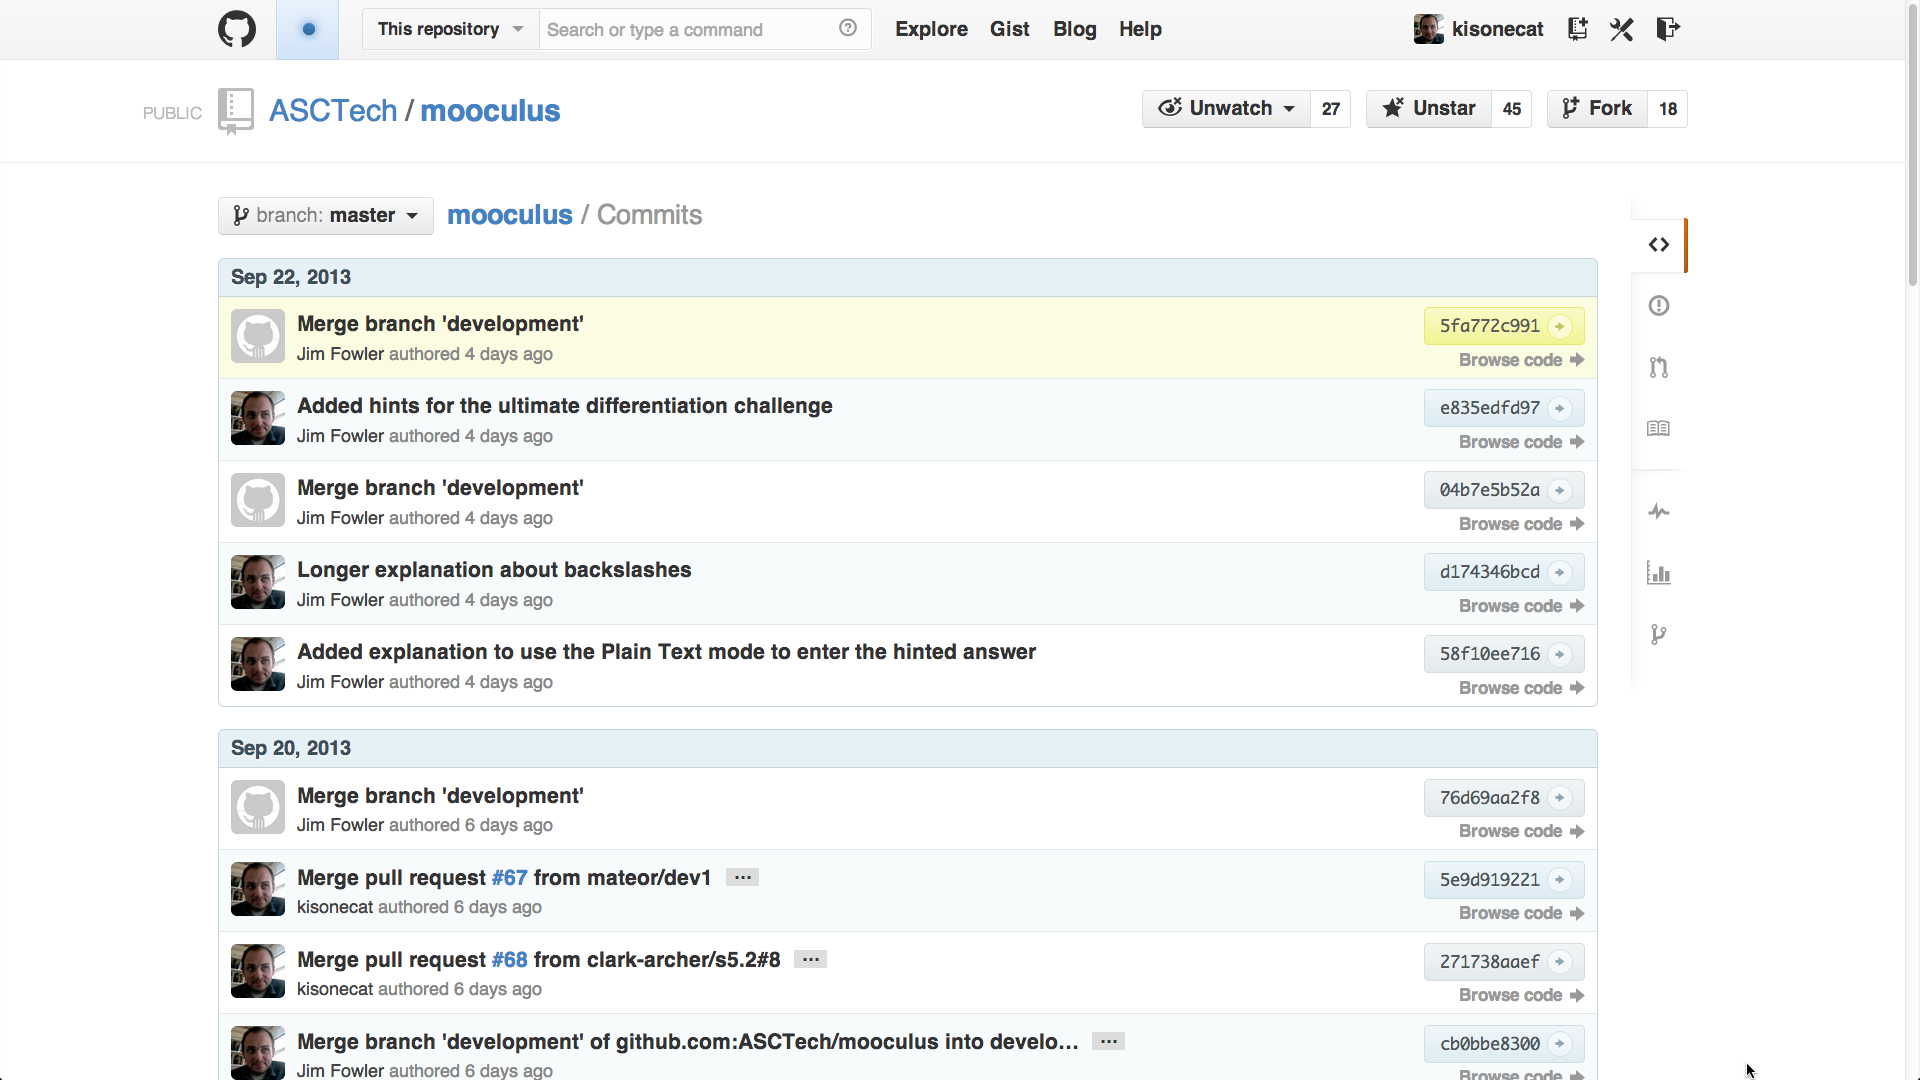 This repository Search or type a command Explore Gist Blog Help kisonecat
PUBLIC ASCTech / mooculus Unwatch 27 Unstar 45 Fork 18
branch: master mooculus / Commits
Sep 22, 2013
Merge branch 'development' 5fa772c991
Jim Fowler authored 4 days ago Browse code
Added hints for the ultimate differentiation challenge e835edfd97
Jim Fowler authored 4 days ago Browse code
Merge branch 'development' 04b7e5b52a
Jim Fowler authored 4 days ago Browse code
Longer explanation about backslashes d174346bcd
Jim Fowler authored 4 days ago Browse code
Added explanation to use the Plain Text mode to enter the hinted answer 58f10ee716
Jim Fowler authored 4 days ago Browse code
Sep 20, 2013
Merge branch 'development' 76d69aa2f8
Jim Fowler authored 6 days ago Browse code
Merge pull request #67 from mateor/dev1 … 5e9d919221
kisonecat authored 6 days ago Browse code
Merge pull request #68 from clark-archer/s5.2#8 … 271738aaef
kisonecat authored 6 days ago Browse code
Merge branch 'development' of github.com:ASCTech/mooculus into develo… … cb0bbe8300
Jim Fowler authored 6 days ago Browse code